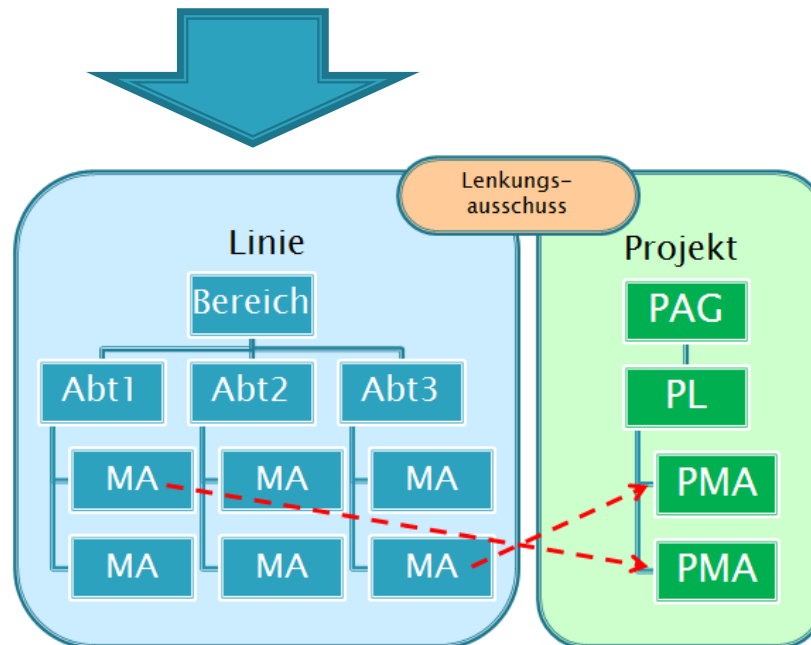 Lenkungs-
ausschuss
Linie
Projekt
Bereich
PAG
Abt1 Abt2 Abt3
PL
MA MA MA
PMA
MA MA MA
PMA